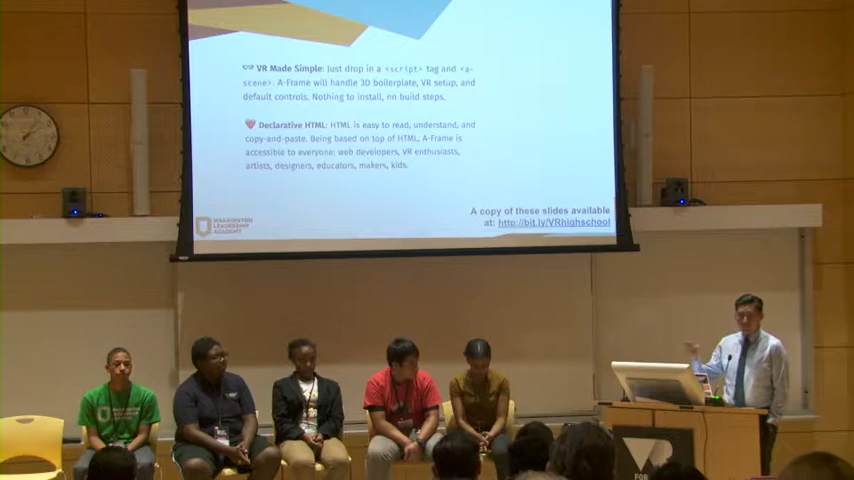 VR Made Simple: Just drop in a <script> tag and <a-
scene>. A-Frame will handle 3D boilerplate, VR setup, and
default controls. Nothing to install, no build steps.
Declarative HTML: HTML is easy to read, understand, and
copy-and-paste. Being based on top of HTML, A-Frame is
accessible to everyone: web developers, VR enthusiasts,
artists, designers, educators, makers, kids.
A copy of these slides available
at: http://bit.ly/VRhighschool
WASHINGTON
LEADERSHIP
ACADEMY
FOR